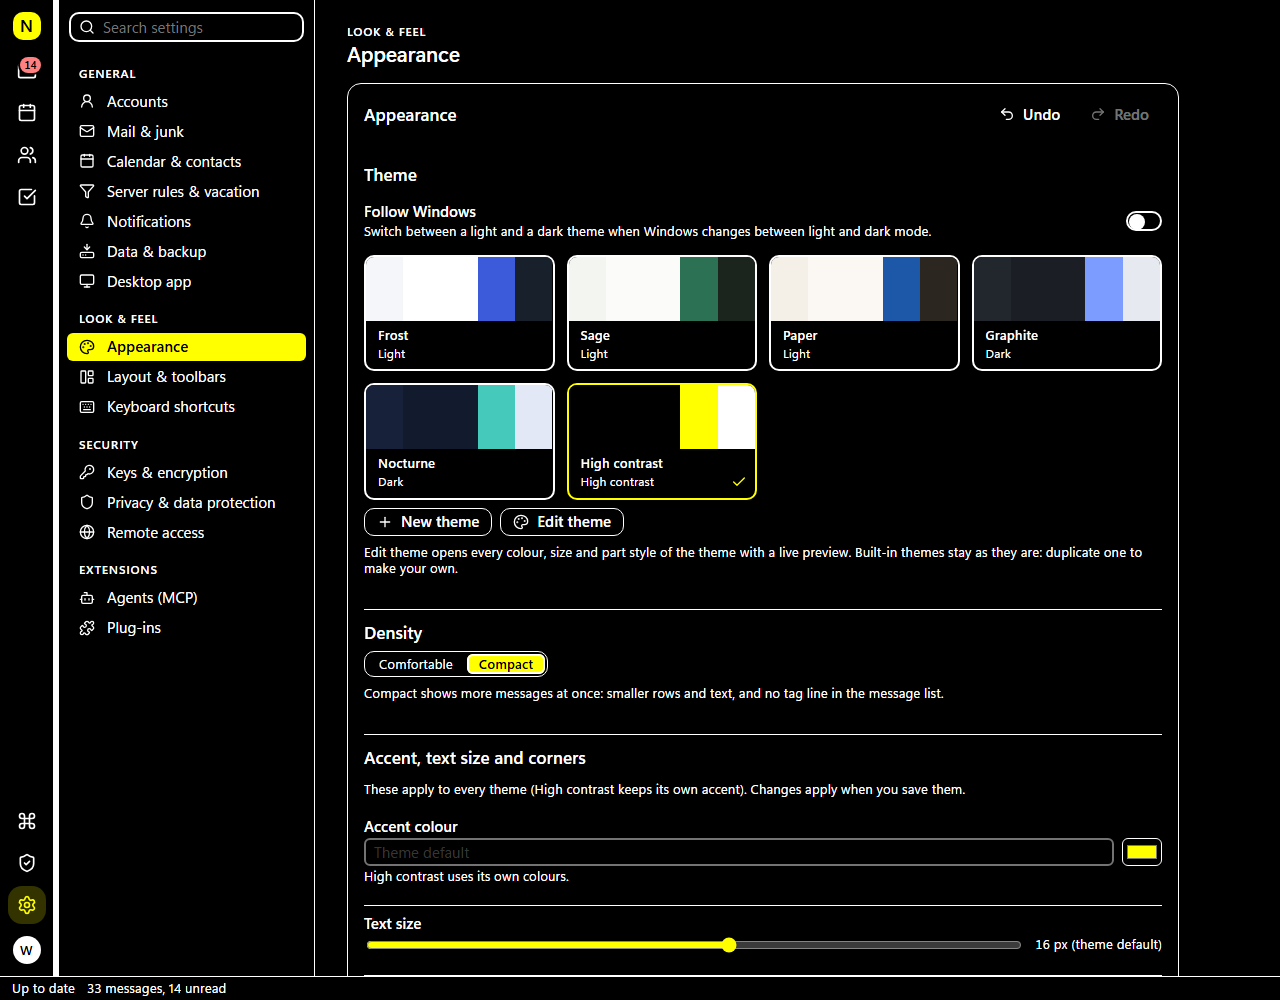 N
14
Search settings
GENERAL
Accounts
Mail & junk
Calendar & contacts
Server rules & vacation
Notifications
Data & backup
Desktop app
LOOK & FEEL
Appearance
Layout & toolbars
Keyboard shortcuts
SECURITY
Keys & encryption
Privacy & data protection
Remote access
EXTENSIONS
Agents (MCP)
Plug-ins
W
LOOK & FEEL
Appearance
Appearance
Undo
Redo
Theme
Follow Windows
Switch between a light and a dark theme when Windows changes between light and dark mode.
Frost
Light
Sage
Light
Paper
Light
Graphite
Dark
Nocturne
Dark
High contrast
High contrast
New theme
Edit theme
Edit theme opens every colour, size and part style of the theme with a live preview. Built-in themes stay as they are: duplicate one to
make your own.
Density
Comfortable
Compact
Compact shows more messages at once: smaller rows and text, and no tag line in the message list.
Accent, text size and corners
These apply to every theme (High contrast keeps its own accent). Changes apply when you save them.
Accent colour
Theme default
High contrast uses its own colours.
Text size
16 px (theme default)
Up to date
33 messages, 14 unread